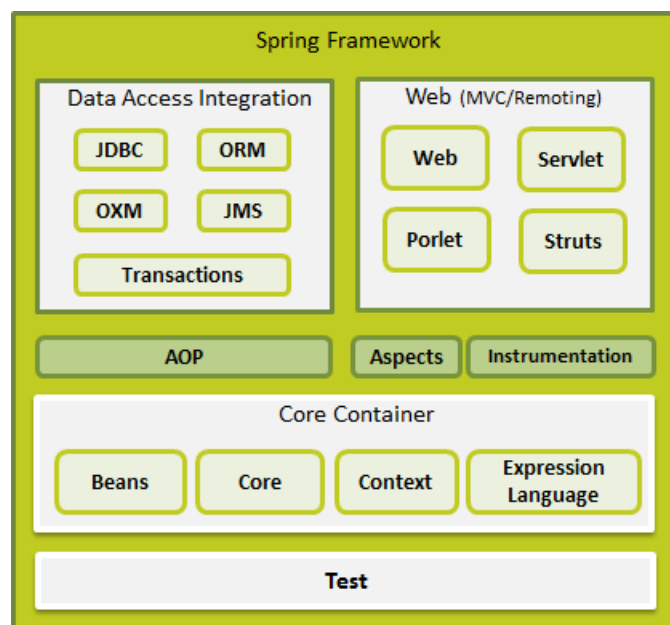 Spring Framework
Data Access Integration
JDBC
ORM
OXM
JMS
Transactions
Web (MVC/Remoting)
Web
Servlet
Porlet
Struts
AOP
Aspects
Instrumentation
Core Container
Beans
Core
Context
Expression
Language
Test